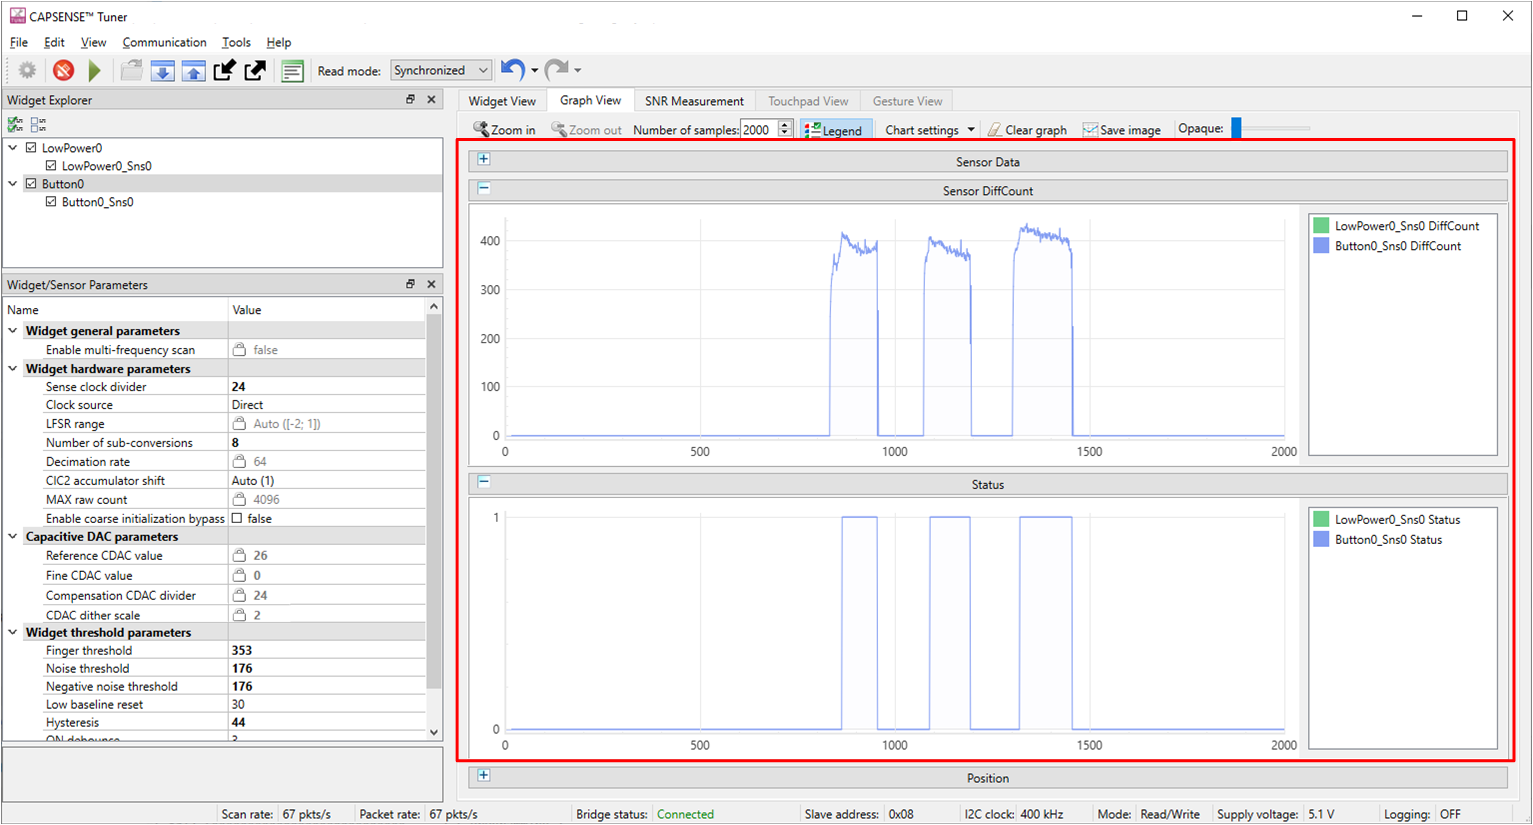 CAPSENSE™ Tuner
File Edit View Communication Tools Help
Read mode: Synchronized
Widget Explorer
LowPower0
LowPower0_Sns0
Button0
Button0_Sns0
Widget/Sensor Parameters
Name Value
Widget general parameters
Enable multi-frequency scan false
Widget hardware parameters
Sense clock divider 24
Clock source Direct
LFSR range Auto ([-2; 1])
Number of sub-conversions 8
Decimation rate 64
CIC2 accumulator shift Auto (1)
MAX raw count 4096
Enable coarse initialization bypass false
Capacitive DAC parameters
Reference CDAC value 26
Fine CDAC value 0
Compensation CDAC divider 24
CDAC dither scale 2
Widget threshold parameters
Finger threshold 353
Noise threshold 176
Negative noise threshold 176
Low baseline reset 30
Hysteresis 44
ON debounce 3
Widget View Graph View SNR Measurement Touchpad View Gesture View
Zoom in Zoom out Number of samples: 2000 Legend Chart settings Clear graph Save image Opaque:
Sensor Data
Sensor DiffCount
400
300
200
100
0
0 500 1000 1500 2000
LowPower0_Sns0 DiffCount
Button0_Sns0 DiffCount
Status
1
0
0 500 1000 1500 2000
LowPower0_Sns0 Status
Button0_Sns0 Status
Position
Scan rate: 67 pkts/s Packet rate: 67 pkts/s Bridge status: Connected Slave address: 0x08 I2C clock: 400 kHz Mode: Read/Write Supply voltage: 5.1 V Logging: OFF